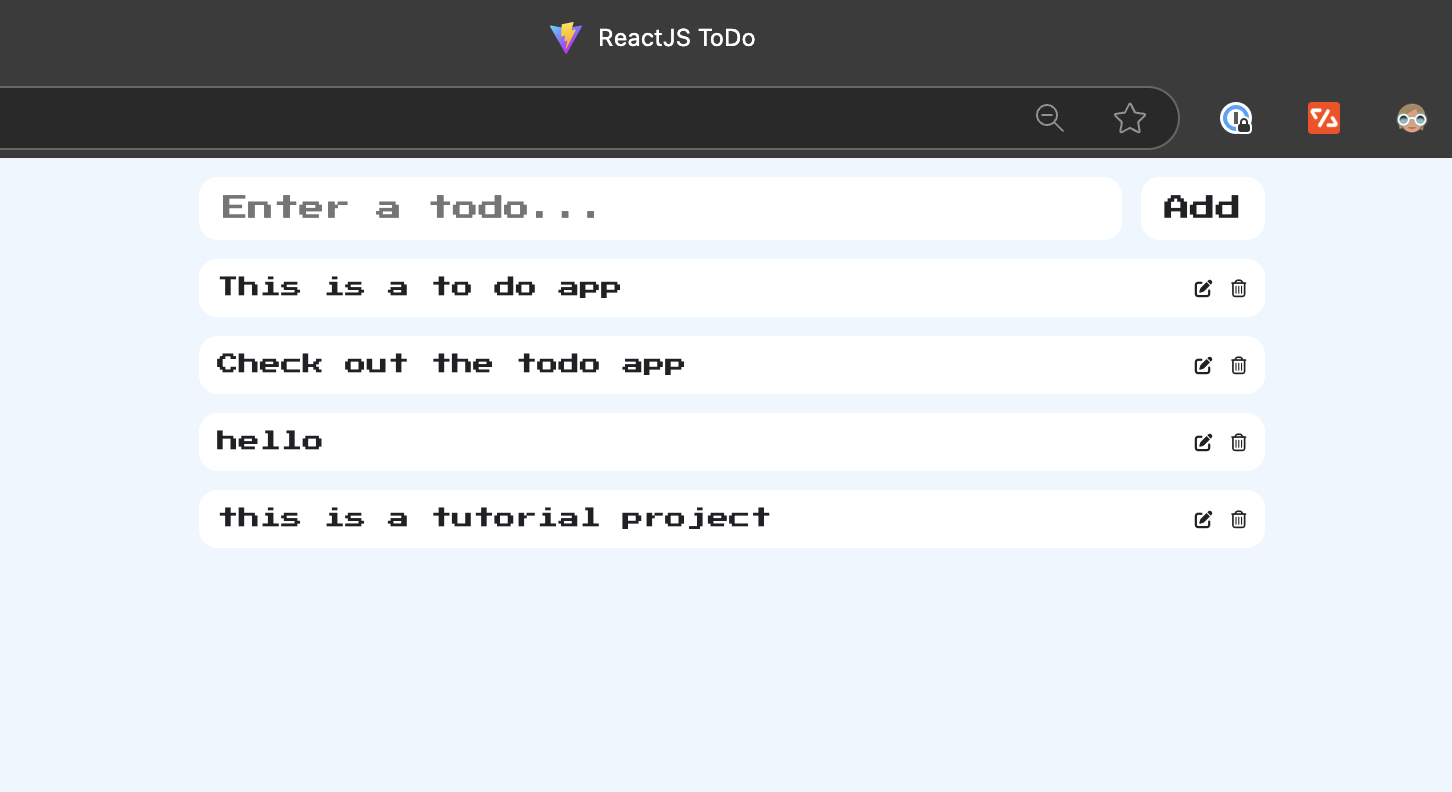 ReactJS ToDo
Enter a todo...
Add
This is a to do app
Check out the todo app
hello
this is a tutorial project